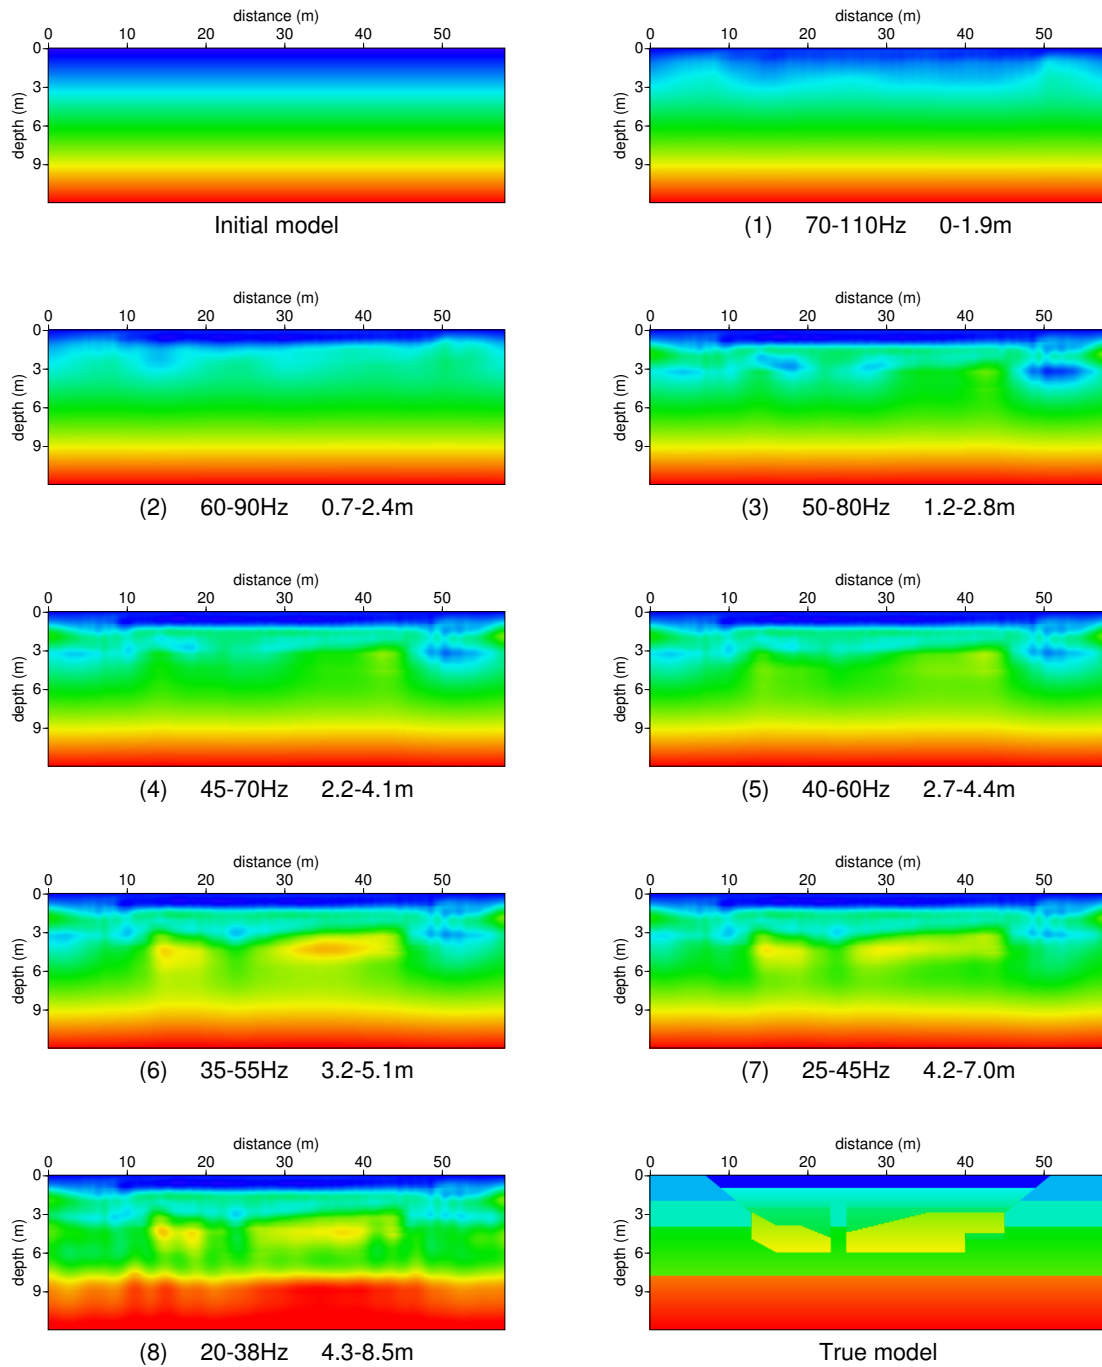 distance (m)
0 10 20 30 40 50
0
3
6
9
depth (m)
Initial model
distance (m)
0 10 20 30 40 50
0
3
6
9
depth (m)
(1) 70-110Hz 0-1.9m
distance (m)
0 10 20 30 40 50
0
3
6
9
depth (m)
(2) 60-90Hz 0.7-2.4m
distance (m)
0 10 20 30 40 50
0
3
6
9
depth (m)
(3) 50-80Hz 1.2-2.8m
distance (m)
0 10 20 30 40 50
0
3
6
9
depth (m)
(4) 45-70Hz 2.2-4.1m
distance (m)
0 10 20 30 40 50
0
3
6
9
depth (m)
(5) 40-60Hz 2.7-4.4m
distance (m)
0 10 20 30 40 50
0
3
6
9
depth (m)
(6) 35-55Hz 3.2-5.1m
distance (m)
0 10 20 30 40 50
0
3
6
9
depth (m)
(7) 25-45Hz 4.2-7.0m
distance (m)
0 10 20 30 40 50
0
3
6
9
depth (m)
(8) 20-38Hz 4.3-8.5m
distance (m)
0 10 20 30 40 50
0
3
6
9
depth (m)
True model